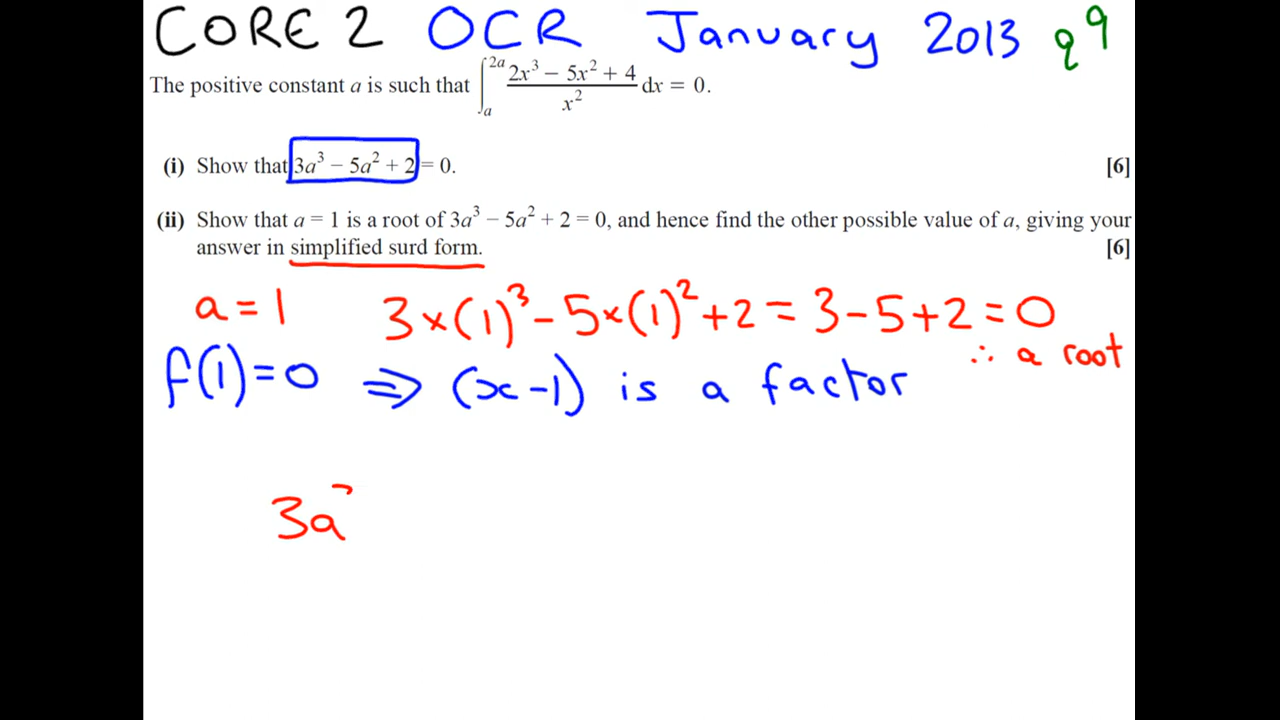 CORE 2 OCR January 2013 q9
The positive constant a is such that ∫ₐ²ᵃ (2x³ − 5x² + 4)/x² dx = 0.
(i) Show that 3a³ − 5a² + 2 = 0. [6]
(ii) Show that a = 1 is a root of 3a³ − 5a² + 2 = 0, and hence find the other possible value of a, giving your
answer in simplified surd form. [6]
a = 1 3×(1)³ − 5×(1)² + 2 = 3 − 5 + 2 = 0
∴ a root
f(1) = 0 ⇒ (x − 1) is a factor
3a